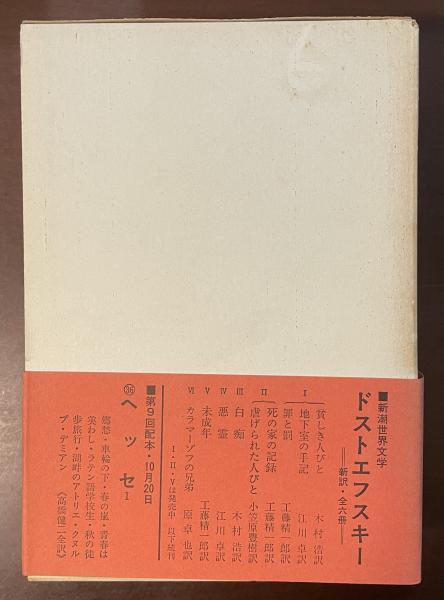 ■新潮世界文学
ドストエフスキー
——新訳・全六冊——
Ⅰ
貧しき人びと 木村浩訳
地下室の手記 江川卓訳
罪と罰 工藤精一郎訳
Ⅱ
死の家の記録 工藤精一郎訳
虐げられた人びと 小笠原豊樹訳
Ⅲ 白痴 木村浩訳
Ⅳ 悪霊 江川卓訳
Ⅴ 未成年 工藤精一郎訳
Ⅵ カラマーゾフの兄弟 原卓也訳
Ⅰ・Ⅱ・Ⅴは発売中 以下続刊
■第9回配本・10月20日
㊱ヘッセⅠ
郷愁・車輪の下・春の嵐・青春は
美わし・ラテン語学校生・秋の徒
歩旅行・湖畔のアトリエ・クヌル
プ・デミアン 《高橋健二全訳》